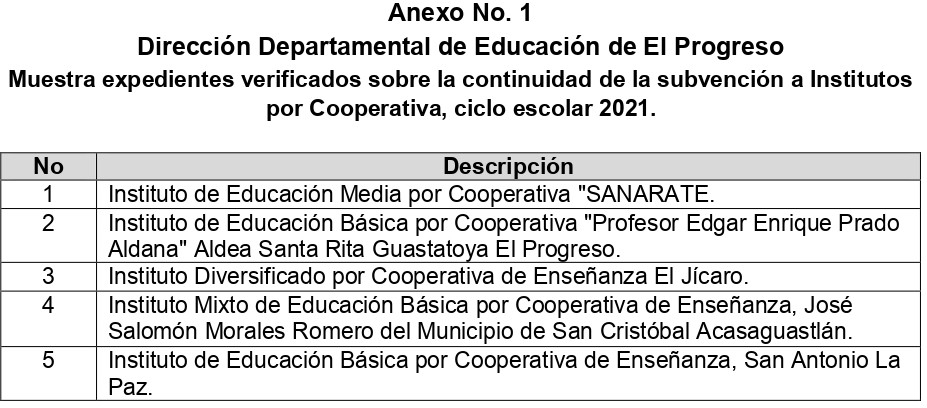 Anexo No. 1
Dirección Departamental de Educación de El Progreso
Muestra expedientes verificados sobre la continuidad de la subvención a Institutos
por Cooperativa, ciclo escolar 2021.
No Descripción
1 Instituto de Educación Media por Cooperativa "SANARATE.
2 Instituto de Educación Básica por Cooperativa "Profesor Edgar Enrique Prado
Aldana" Aldea Santa Rita Guastatoya El Progreso.
3 Instituto Diversificado por Cooperativa de Enseñanza El Jícaro.
4 Instituto Mixto de Educación Básica por Cooperativa de Enseñanza, José
Salomón Morales Romero del Municipio de San Cristóbal Acasaguastlán.
5 Instituto de Educación Básica por Cooperativa de Enseñanza, San Antonio La
Paz.